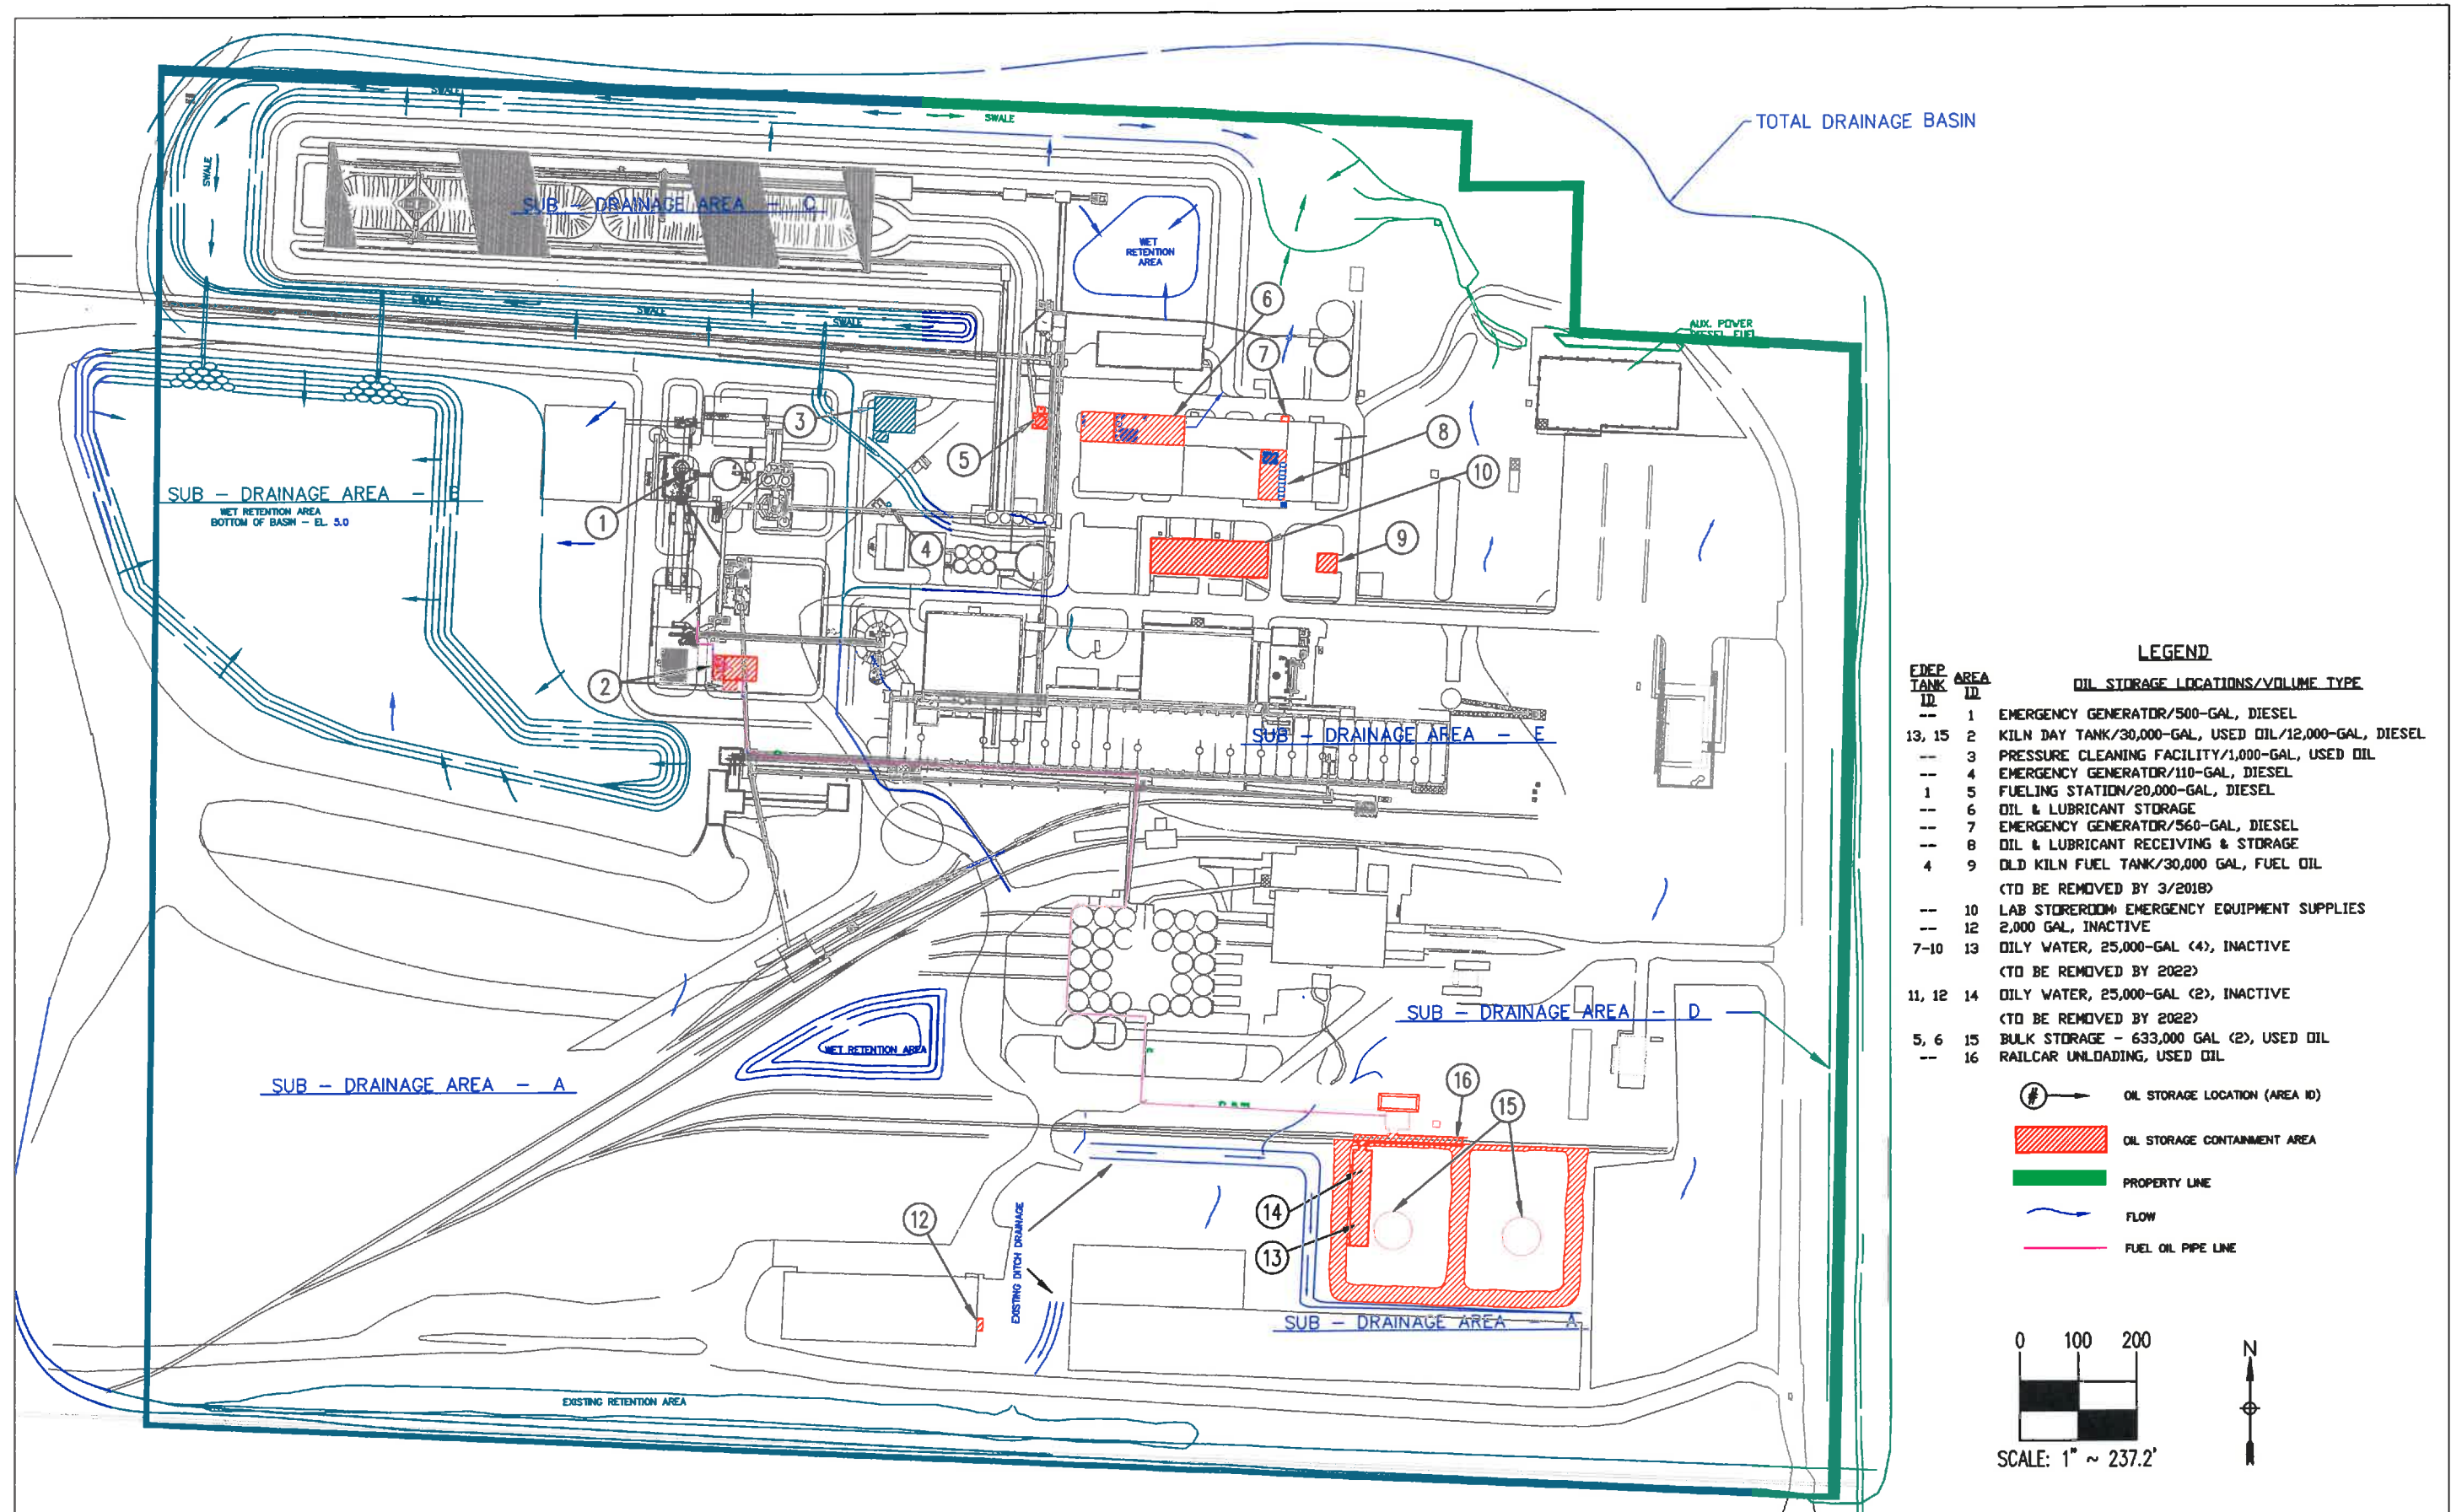 TOTAL DRAINAGE BASIN
SWALE
SWALE
SWALE
SUB - DRAINAGE AREA - C
WET
RETENTION
AREA
SWALE
SWALE
SWALE
AUX. POWER
DIESEL FUEL
6
7
3
5
8
10
SUB - DRAINAGE AREA - B
WET RETENTION AREA
BOTTOM OF BASIN - EL. 5.0
1
4
9
2
SUB - DRAINAGE AREA - E
SUB - DRAINAGE AREA - D
WET RETENTION AREA
SUB - DRAINAGE AREA - A
16
15
14
13
12
EXISTING DITCH DRAINAGE
SUB - DRAINAGE AREA - A
EXISTING RETENTION AREA
LEGEND
FDEP TANK ID AREA ID OIL STORAGE LOCATIONS/VOLUME TYPE
-- 1 EMERGENCY GENERATOR/500-GAL, DIESEL
13, 15 2 KILN DAY TANK/30,000-GAL, USED OIL/12,000-GAL, DIESEL
-- 3 PRESSURE CLEANING FACILITY/1,000-GAL, USED OIL
-- 4 EMERGENCY GENERATOR/110-GAL, DIESEL
1 5 FUELING STATION/20,000-GAL, DIESEL
-- 6 OIL & LUBRICANT STORAGE
-- 7 EMERGENCY GENERATOR/560-GAL, DIESEL
-- 8 OIL & LUBRICANT RECEIVING & STORAGE
4 9 OLD KILN FUEL TANK/30,000 GAL, FUEL OIL
(TO BE REMOVED BY 3/2018)
-- 10 LAB STOREROOM; EMERGENCY EQUIPMENT SUPPLIES
-- 12 2,000 GAL, INACTIVE
7-10 13 OILY WATER, 25,000-GAL (4), INACTIVE
(TO BE REMOVED BY 2022)
11, 12 14 OILY WATER, 25,000-GAL (2), INACTIVE
(TO BE REMOVED BY 2022)
5, 6 15 BULK STORAGE - 633,000 GAL (2), USED OIL
-- 16 RAILCAR UNLOADING, USED OIL
# OIL STORAGE LOCATION (AREA ID)
OIL STORAGE CONTAINMENT AREA
PROPERTY LINE
FLOW
FUEL OIL PIPE LINE
0 100 200
N
SCALE: 1" ~ 237.2'